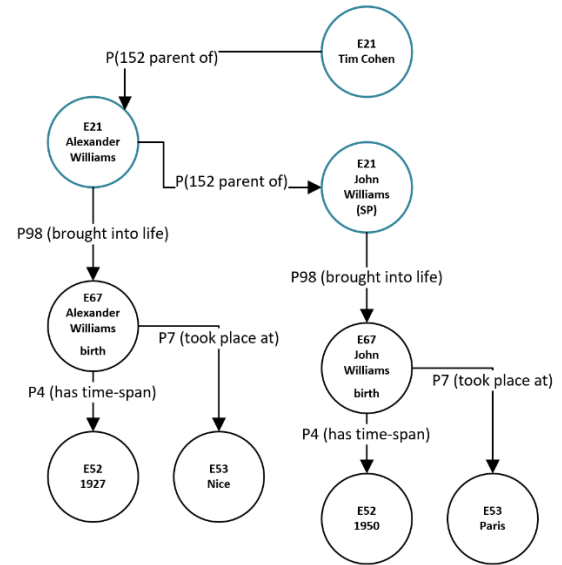 E21
Tim Cohen
P(152 parent of)
E21
Alexander
Williams
P(152 parent of)
E21
John
Williams
(SP)
P98 (brought into life)
P98 (brought into life)
E67
Alexander
Williams
birth
P7 (took place at)
E67
John
Williams
birth
P7 (took place at)
P4 (has time-span)
P4 (has time-span)
E52
1927
E53
Nice
E52
1950
E53
Paris